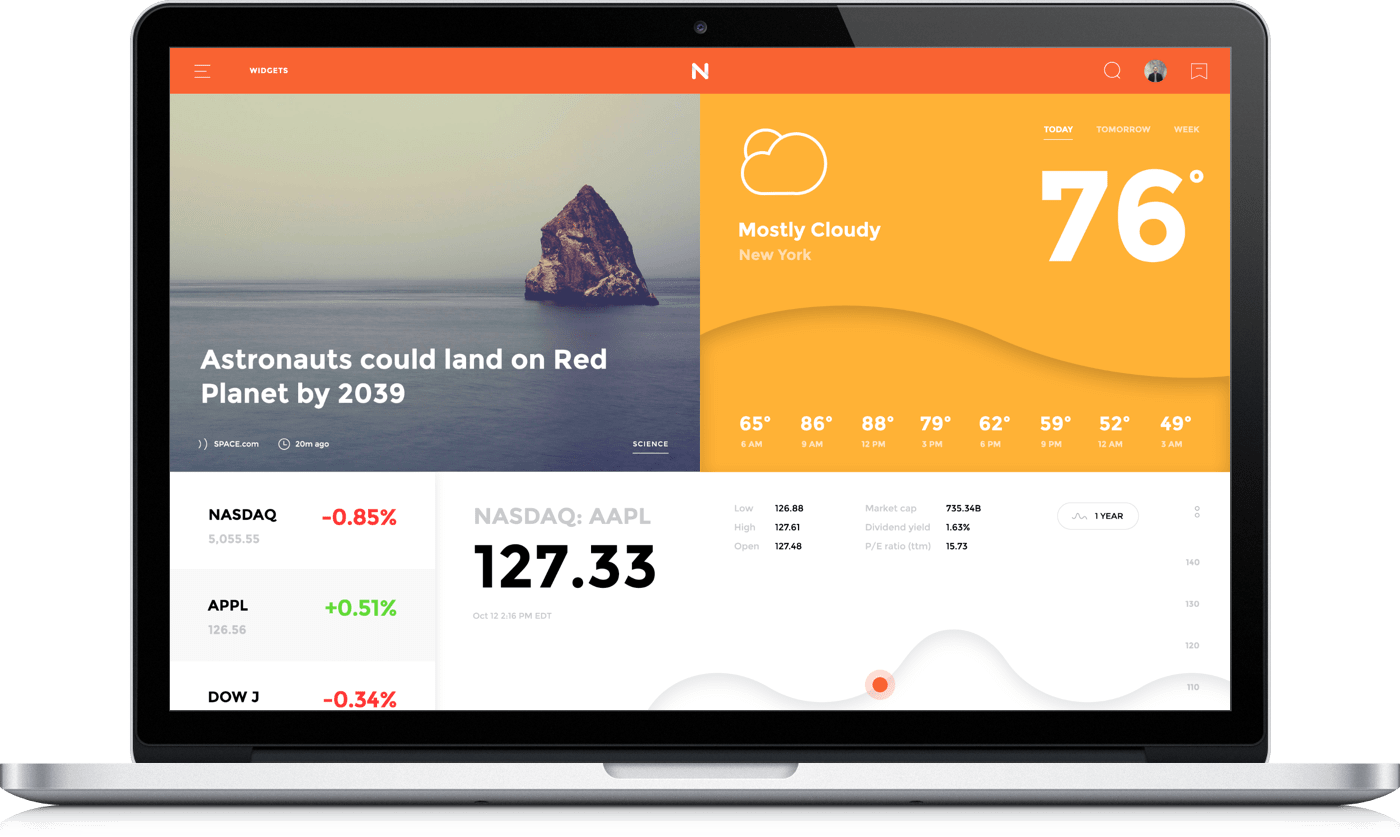 WIDGETS
N
Astronauts could land on Red
Planet by 2039
SPACE.com 20m ago
SCIENCE
TODAY TOMORROW WEEK
76°
Mostly Cloudy
New York
65° 86° 88° 79° 62° 59° 52° 49°
6 AM 9 AM 12 PM 3 PM 6 PM 9 PM 12 AM 3 AM
NASDAQ -0.85%
5,055.55
APPL +0.51%
126.56
DOW J -0.34%
NASDAQ: AAPL
127.33
Oct 12 2:16 PM EDT
Low 126.88
High 127.61
Open 127.48
Market cap 735.34B
Dividend yield 1.63%
P/E ratio (ttm) 15.73
1 YEAR
140
130
120
110